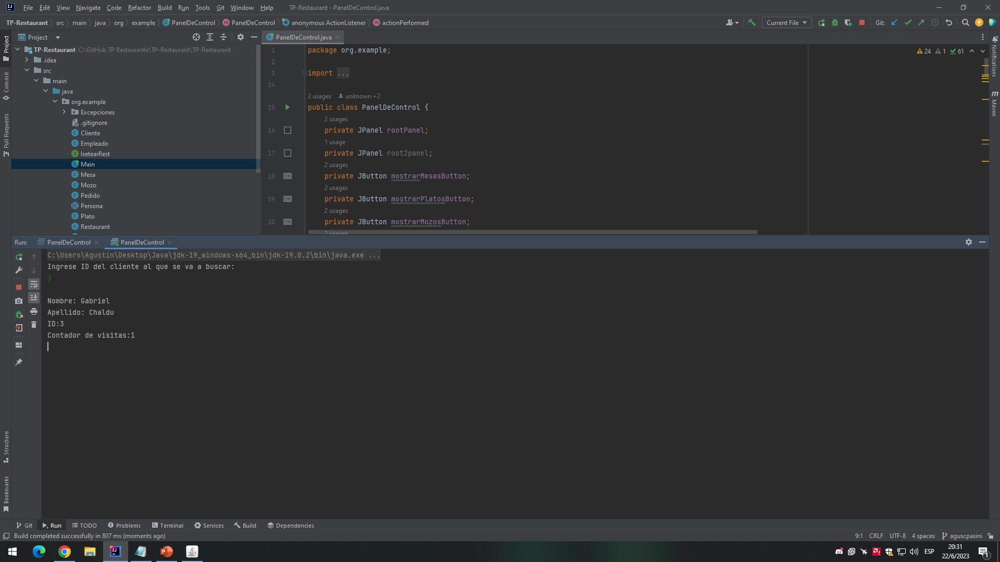 File Edit View Navigate Code Refactor Build Run Tools Git Window Help TP-Restaurant - PanelDeControl.java
TP-Restaurant src main java org example PanelDeControl PanelDeControl anonymous ActionListener actionPerformed
Current File Git:
Project
PanelDeControl.java
TP-Restaurant C:\GitHub TP Restaurante\TP-Restaurant\TP-Restaurant
.idea
src
main
java
org.example
Excepciones
.gitignore
Cliente
Empleado
IsetearRest
Main
Mesa
Mozo
Pedido
Persona
Plato
Restaurant
1 package org.example;
24 1 61
2
3 import ...
14
2 usages unknown +2
15 public class PanelDeControl {
2 usages
16 private JPanel rootPanel;
1 usage
17 private JPanel root2panel;
2 usages
18 OK private JButton mostrarMesasButton;
2 usages
19 OK private JButton mostrarPlatosButton;
2 usages
20 OK private JButton mostrarMozosButton;
2 usages
Project
Commit
Pull Requests
Structure
Bookmarks
Notifications
m Maven
Run: PanelDeControl PanelDeControl
C:\Users\Agustin\Desktop\Java\jdk-19_windows-x64_bin\jdk-19.0.2\bin\java.exe ...
Ingrese ID del cliente al que se va a buscar:
3
Nombre: Gabriel
Apellido: Chaldu
ID:3
Contador de visitas:1
Git Run TODO Problems Terminal Services Build Dependencies
Build completed successfully in 807 ms (moments ago)
9:1 CRLF UTF-8 4 spaces aguscpasini
ESP
20:31
22/6/2023
1